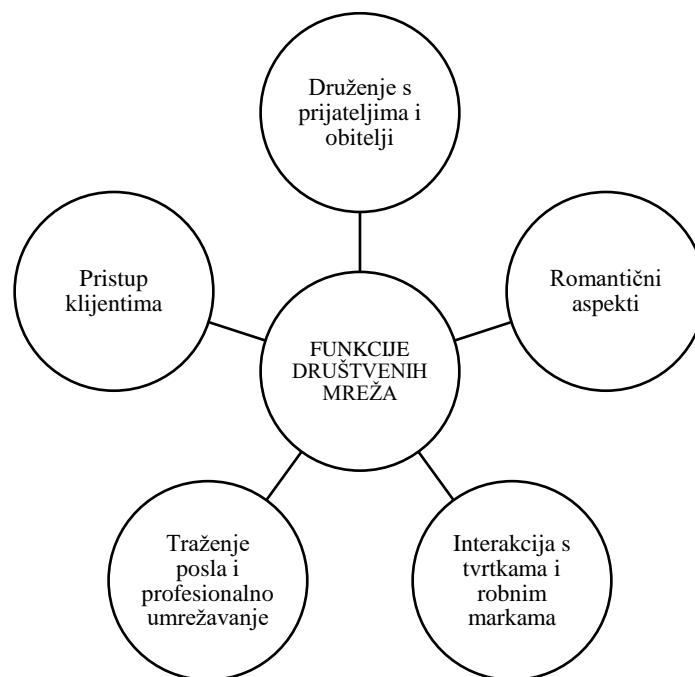 Druženje s
prijateljima i
obitelji
Pristup
klijentima
Romantični
aspekti
FUNKCIJE
DRUŠTVENIH
MREŽA
Traženje
posla i
profesionalno
umrežavanje
Interakcija s
tvrtkama i
robnim
markama